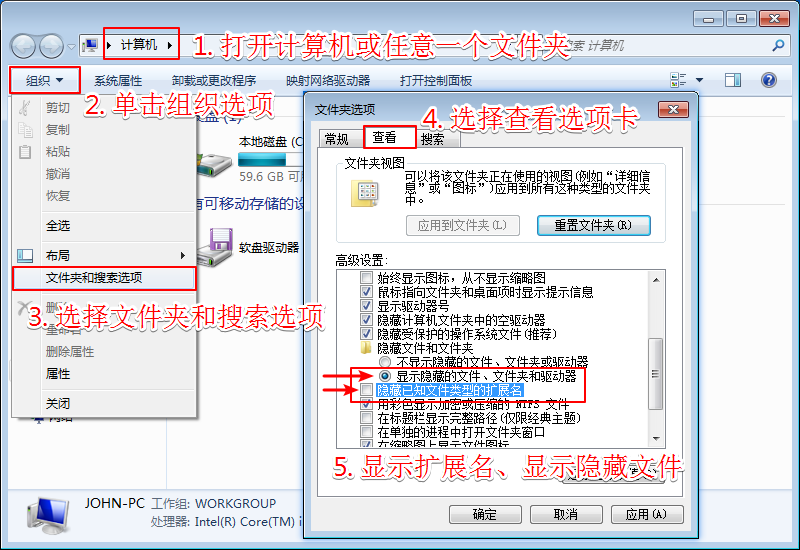 计算机
搜索 计算机
1. 打开计算机或任意一个文件夹
组织
系统属性
卸载或更改程序
映射网络驱动器
打开控制面板
2. 单击组织选项
剪切
复制
粘贴
撤消
恢复
全选
布局
文件夹和搜索选项
3. 选择文件夹和搜索选项
删除属性
属性
关闭
本地磁盘 (C
59.6 GB 可
有可移动存储的设
软盘驱动器
网络
JOHN-PC 工作组: WORKGROUP
处理器: Intel(R) Core(TM) i
文件夹选项
4. 选择查看选项卡
常规
查看
搜索
文件夹视图
可以将该文件夹正在使用的视图(例如“详细信
息”或“图标”)应用到所有这种类型的文件夹
中。
应用到文件夹(L)
重置文件夹(R)
高级设置:
始终显示图标，从不显示缩略图
鼠标指向文件夹和桌面项时显示提示信息
显示驱动器号
隐藏计算机文件夹中的空驱动器
隐藏受保护的操作系统文件(推荐)
隐藏文件和文件夹
不显示隐藏的文件、文件夹或驱动器
显示隐藏的文件、文件夹和驱动器
隐藏已知文件类型的扩展名
用彩色显示加密或压缩的 NTFS 文件
在标题栏显示完整路径(仅限经典主题)
在单独的进程中打开文件夹窗口
在缩略图上显示文件图标
5. 显示扩展名、显示隐藏文件
确定
取消
应用(A)